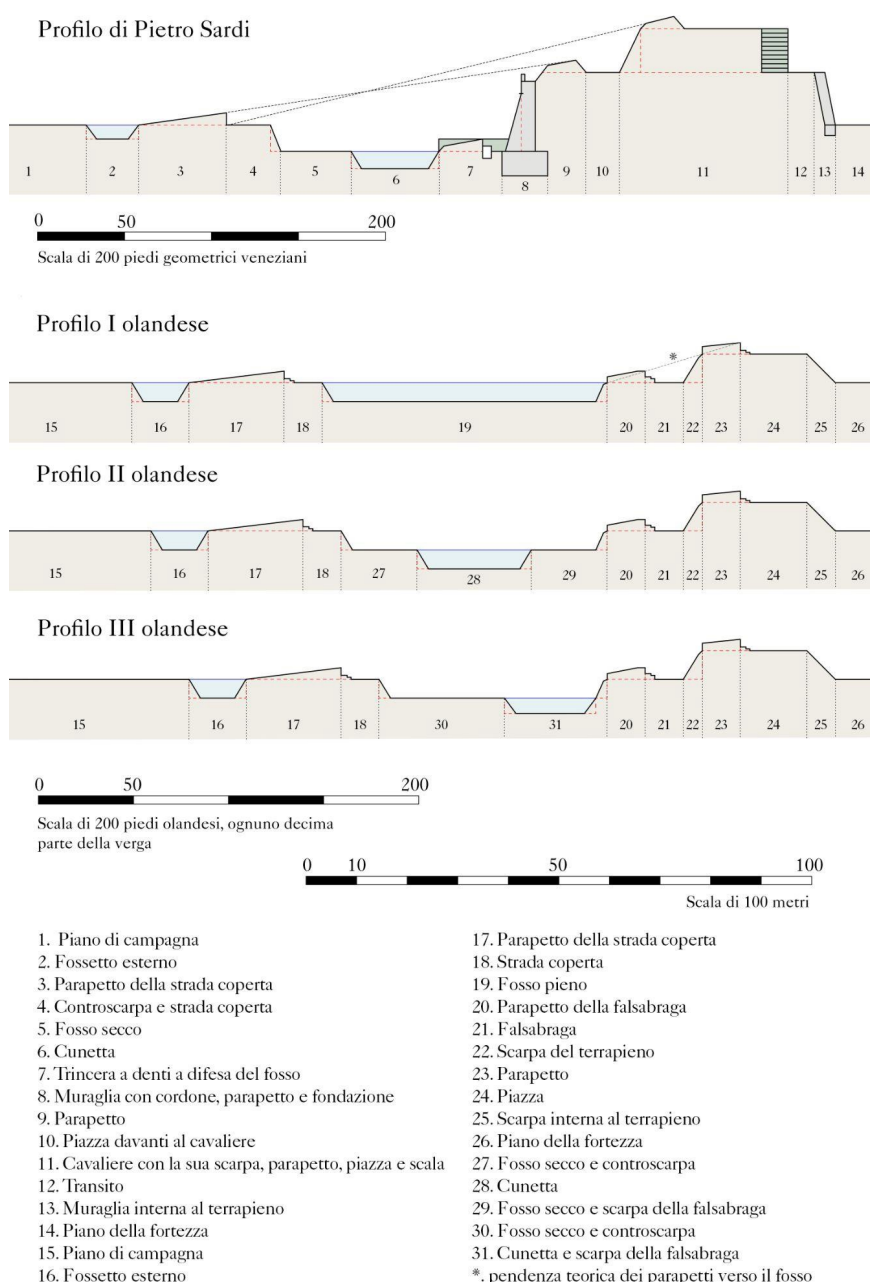 Profilo di Pietro Sardi
1 2 3 4 5 6 7 8 9 10 11 12 13 14
0 50 200
Scala di 200 piedi geometrici veneziani
Profilo I olandese
*
15 16 17 18 19 20 21 22 23 24 25 26
Profilo II olandese
15 16 17 18 27 28 29 20 21 22 23 24 25 26
Profilo III olandese
15 16 17 18 30 31 20 21 22 23 24 25 26
0 50 200
Scala di 200 piedi olandesi, ognuno decima
parte della verga
0 10 50 100
Scala di 100 metri
1. Piano di campagna
2. Fossetto esterno
3. Parapetto della strada coperta
4. Controscarpa e strada coperta
5. Fosso secco
6. Cunetta
7. Trincera a denti a difesa del fosso
8. Muraglia con cordone, parapetto e fondazione
9. Parapetto
10. Piazza davanti al cavaliere
11. Cavaliere con la sua scarpa, parapetto, piazza e scala
12. Transito
13. Muraglia interna al terrapieno
14. Piano della fortezza
15. Piano di campagna
16. Fossetto esterno
17. Parapetto della strada coperta
18. Strada coperta
19. Fosso pieno
20. Parapetto della falsabraga
21. Falsabraga
22. Scarpa del terrapieno
23. Parapetto
24. Piazza
25. Scarpa interna al terrapieno
26. Piano della fortezza
27. Fosso secco e controscarpa
28. Cunetta
29. Fosso secco e scarpa della falsabraga
30. Fosso secco e controscarpa
31. Cunetta e scarpa della falsabraga
*. pendenza teorica dei parapetti verso il fosso